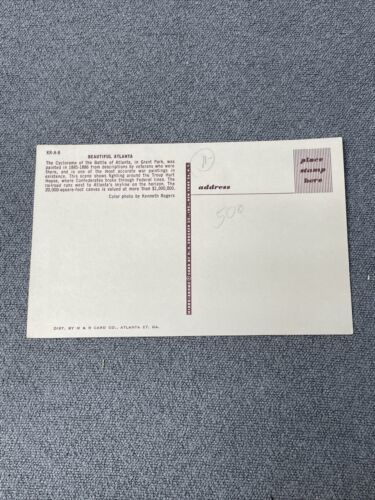 KR-A-8
BEAUTIFUL ATLANTA
The Cyclorama of the Battle of Atlanta, in Grant Park, was
painted in 1885-1886 from descriptions by veterans who were
there, and is one of the most accurate war paintings in
existence. This scene shows fighting around the Troup Hurt
House, where Confederates broke through Federal lines. The
railroad runs west to Atlanta's skyline on the horizon. The
20,000-square-foot canvas is valued at more than $1,000,000.
Color photo by Kenneth Rogers
DIST. BY R & R CARD CO., ATLANTA 27, GA.
address
place
stamp
here
500